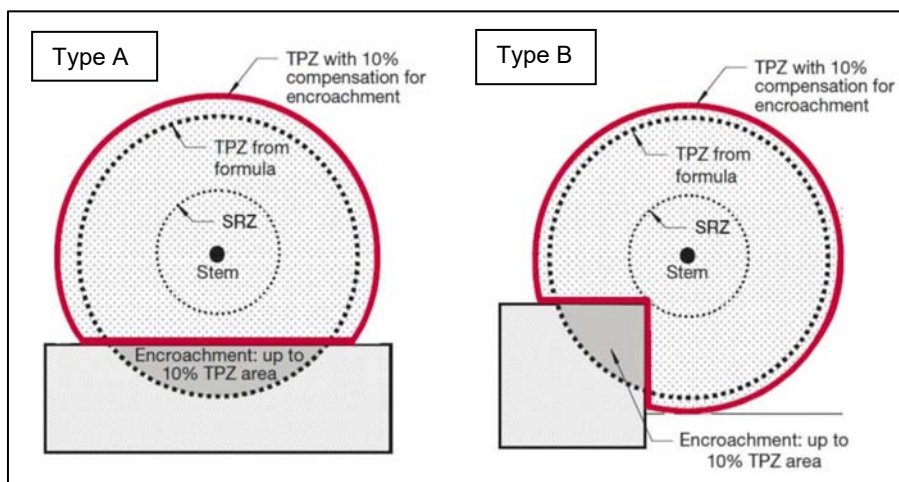 Type A
TPZ with 10%
compensation for
encroachment
TPZ from
formula
SRZ
Stem
Encroachment: up to
10% TPZ area
Type B
TPZ with 10%
compensation for
encroachment
TPZ from
formula
SRZ
Stem
Encroachment: up to
10% TPZ area